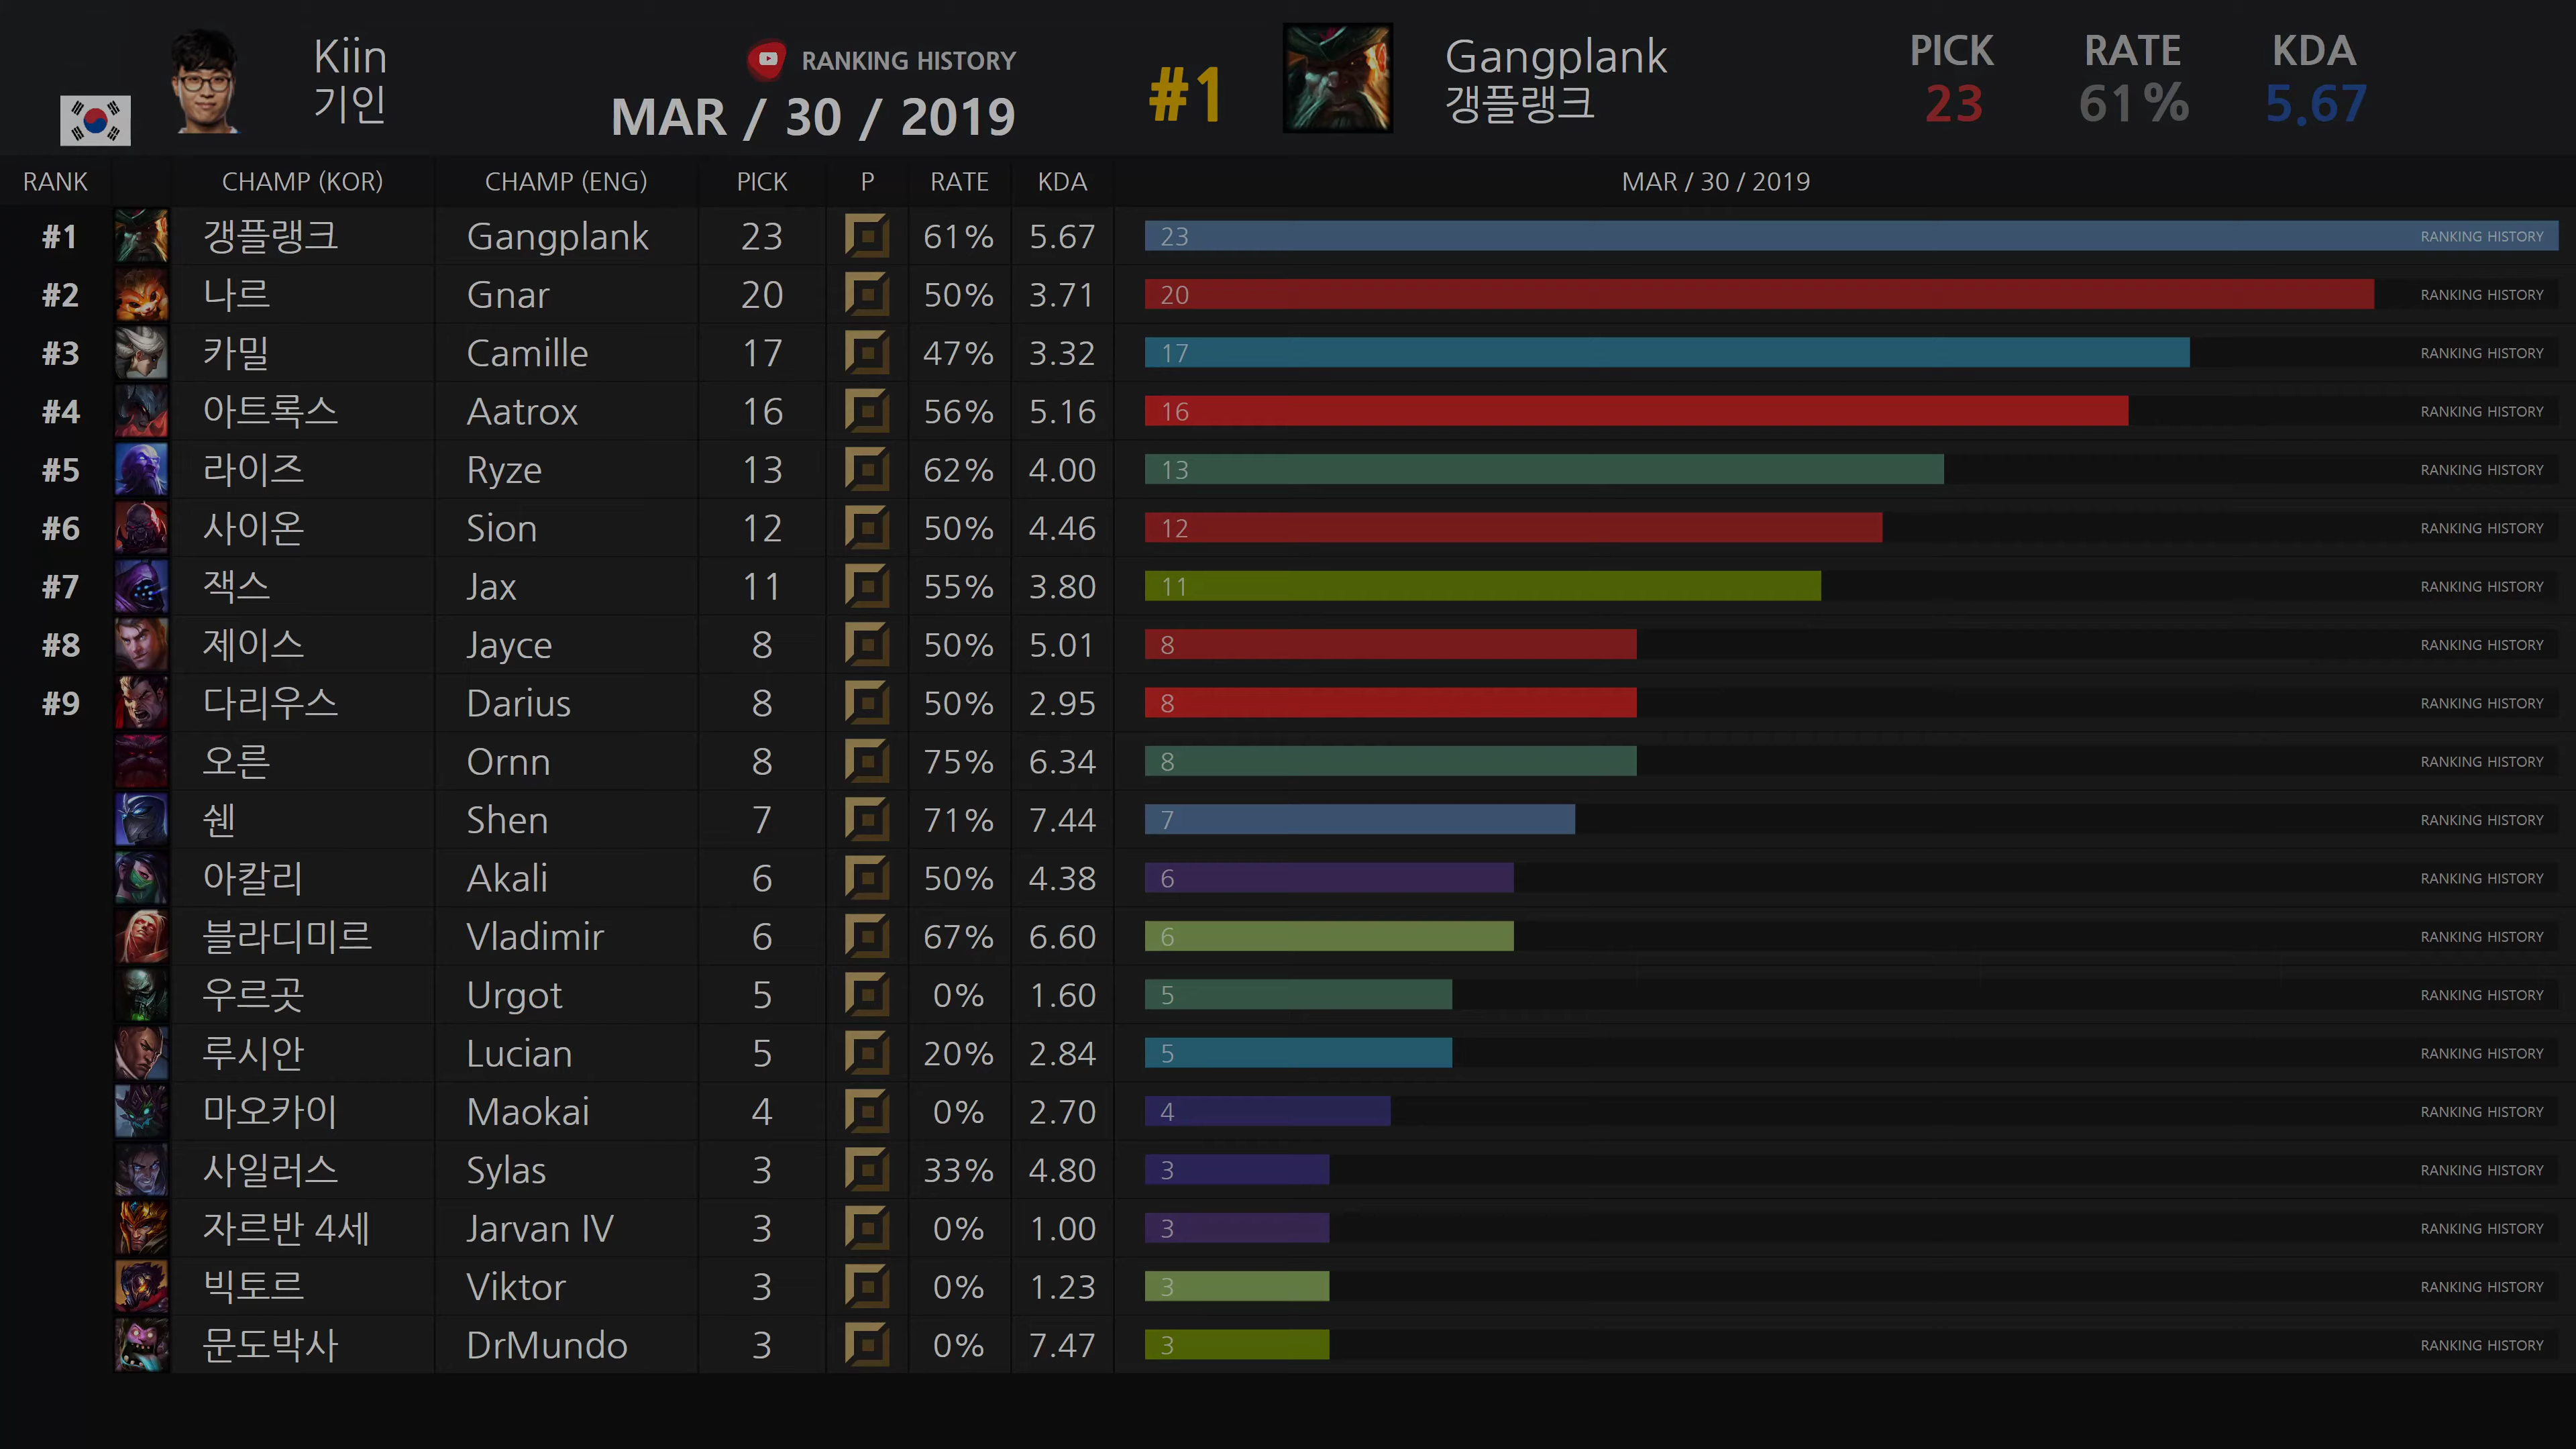 Kiin
기인
RANKING HISTORY
MAR / 30 / 2019
#1
Gangplank
갱플랭크
PICK RATE KDA
23 61% 5.67
RANK CHAMP (KOR) CHAMP (ENG) PICK P RATE KDA MAR / 30 / 2019
#1 갱플랭크 Gangplank 23 61% 5.67 23 RANKING HISTORY
#2 나르 Gnar 20 50% 3.71 20 RANKING HISTORY
#3 카밀 Camille 17 47% 3.32 17 RANKING HISTORY
#4 아트록스 Aatrox 16 56% 5.16 16 RANKING HISTORY
#5 라이즈 Ryze 13 62% 4.00 13 RANKING HISTORY
#6 사이온 Sion 12 50% 4.46 12 RANKING HISTORY
#7 잭스 Jax 11 55% 3.80 11 RANKING HISTORY
#8 제이스 Jayce 8 50% 5.01 8 RANKING HISTORY
#9 다리우스 Darius 8 50% 2.95 8 RANKING HISTORY
오른 Ornn 8 75% 6.34 8 RANKING HISTORY
쉔 Shen 7 71% 7.44 7 RANKING HISTORY
아칼리 Akali 6 50% 4.38 6 RANKING HISTORY
블라디미르 Vladimir 6 67% 6.60 6 RANKING HISTORY
우르곳 Urgot 5 0% 1.60 5 RANKING HISTORY
루시안 Lucian 5 20% 2.84 5 RANKING HISTORY
마오카이 Maokai 4 0% 2.70 4 RANKING HISTORY
사일러스 Sylas 3 33% 4.80 3 RANKING HISTORY
자르반 4세 Jarvan IV 3 0% 1.00 3 RANKING HISTORY
빅토르 Viktor 3 0% 1.23 3 RANKING HISTORY
문도박사 DrMundo 3 0% 7.47 3 RANKING HISTORY